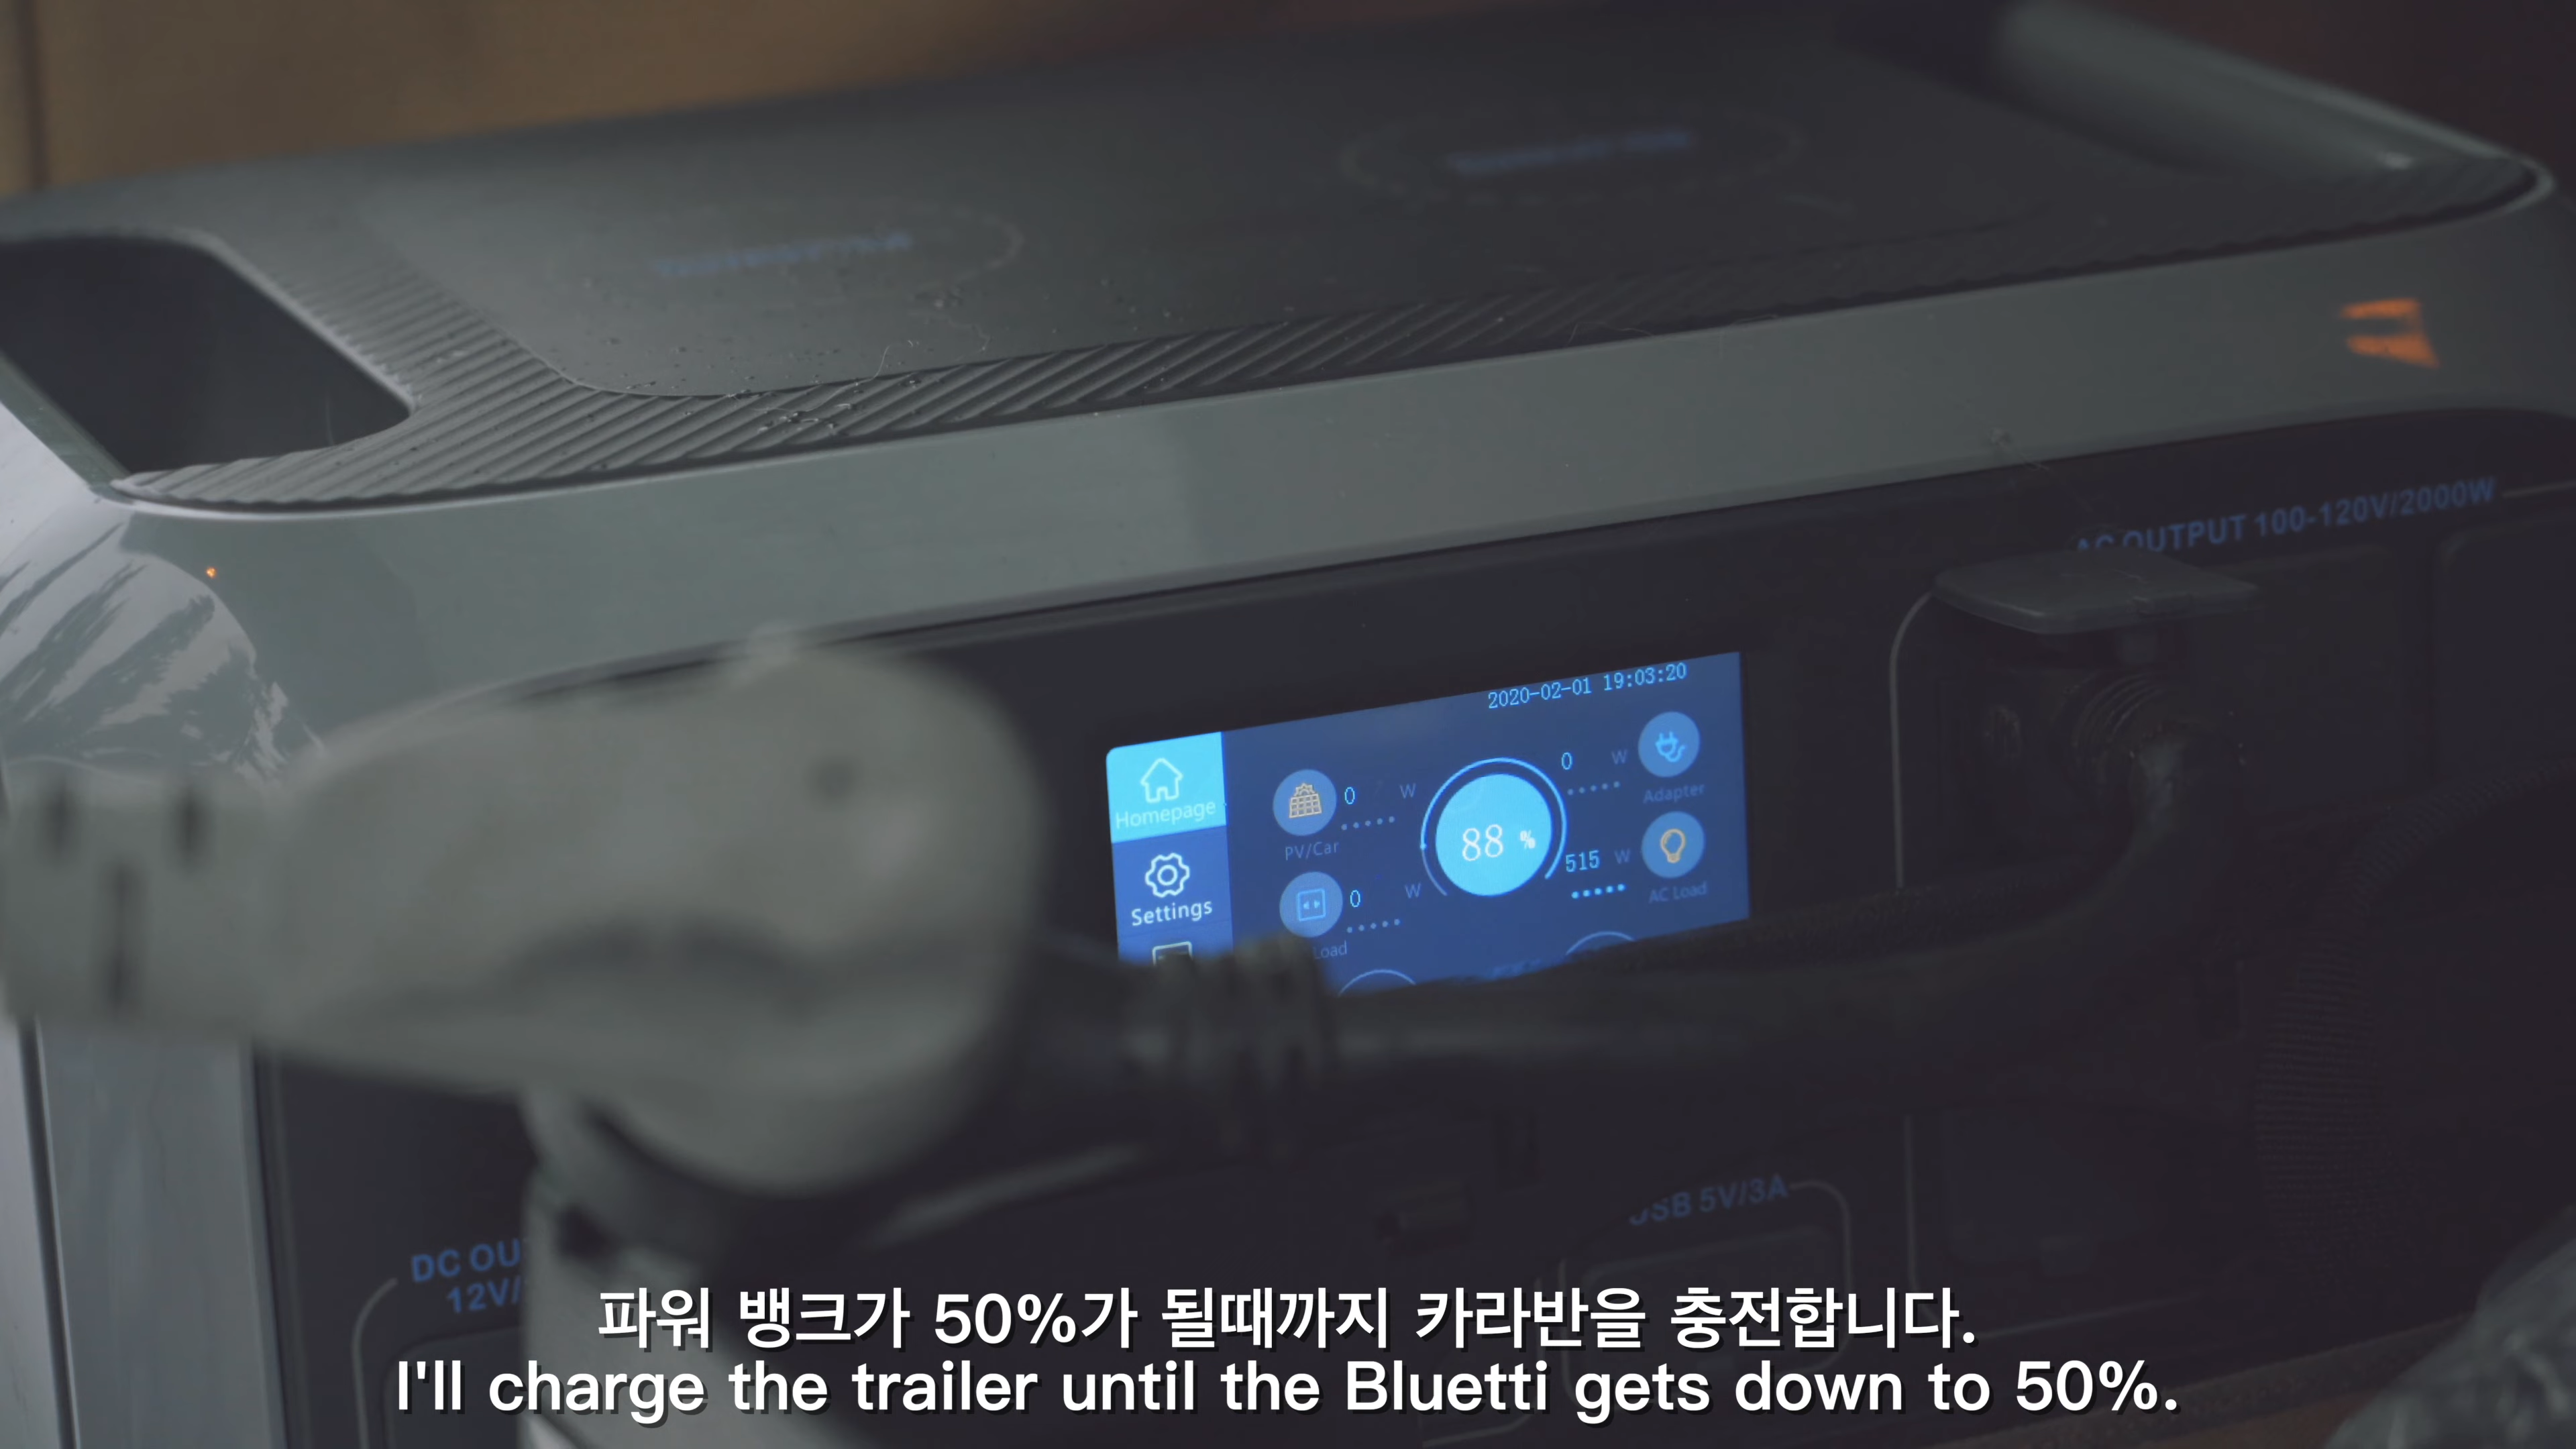 AC OUTPUT 100-120V/2000W
2020-02-01 19:03:20
Homepage
0 W
0 W
PV/Car
Adapter
88 %
Settings
0 W
515 W
Load
AC Load
USB 5V/3A
DC OU
12V/
파워 뱅크가 50%가 될때까지 카라반을 충전합니다.
I'll charge the trailer until the Bluetti gets down to 50%.